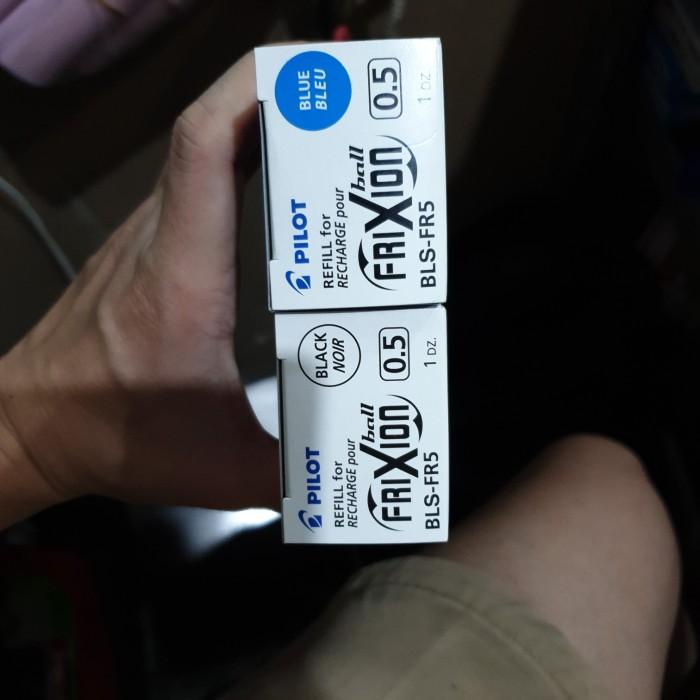 PILOT
REFILL for
RECHARGE pour
FRIXION ball
BLS-FR5
BLUE
BLEU
0.5
1 DZ.
PILOT
REFILL for
RECHARGE pour
FRIXION ball
BLS-FR5
BLACK
NOIR
0.5
1 DZ.